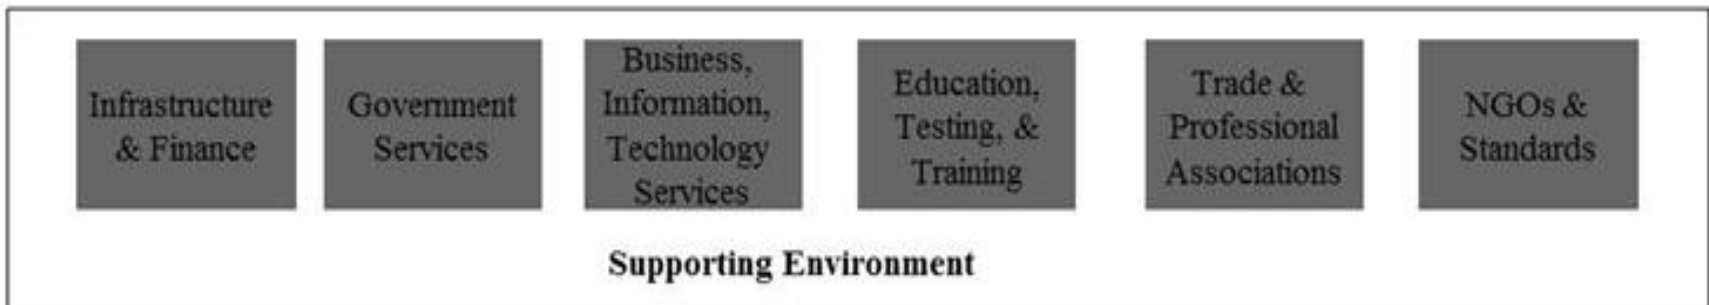 Infrastructure
& Finance
Government
Services
Business,
Information,
Technology
Services
Education,
Testing, &
Training
Trade &
Professional
Associations
NGOs &
Standards
Supporting Environment